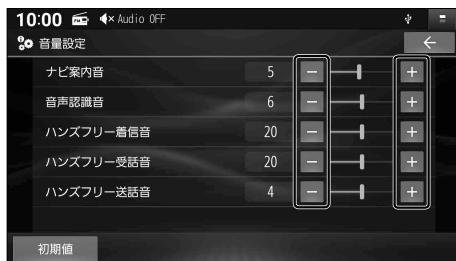 10:00 Audio OFF
音量設定
ナビ案内音 5 − +
音声認識音 6 − +
ハンズフリー着信音 20 − +
ハンズフリー受話音 20 − +
ハンズフリー送話音 4 − +
初期値